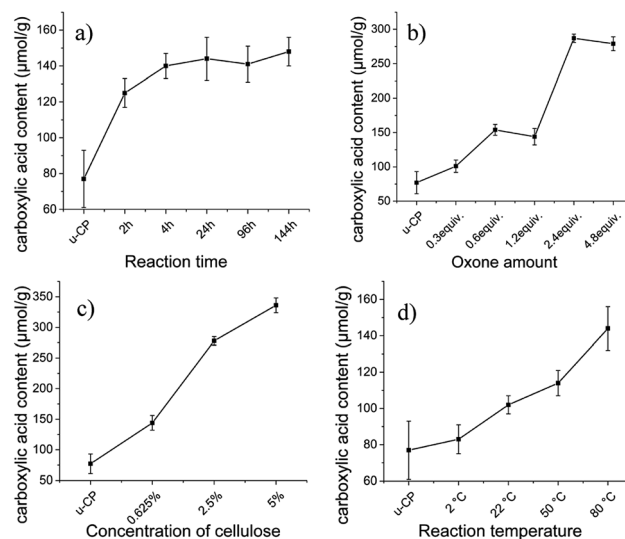 a)
carboxylic acid content (μmol/g)
160
140
120
100
80
60
u-CP
2h
4h
24h
96h
144h
Reaction time
b)
carboxylic acid content (μmol/g)
300
250
200
150
100
50
u-CP
0.3equiv.
0.6equiv.
1.2equiv.
2.4equiv.
4.8equiv.
Oxone amount
c)
carboxylic acid content (μmol/g)
350
300
250
200
150
100
50
u-CP
0.625%
2.5%
5%
Concentration of cellulose
d)
carboxylic acid content (μmol/g)
160
140
120
100
80
60
u-CP
2 °C
22 °C
50 °C
80 °C
Reaction temperature